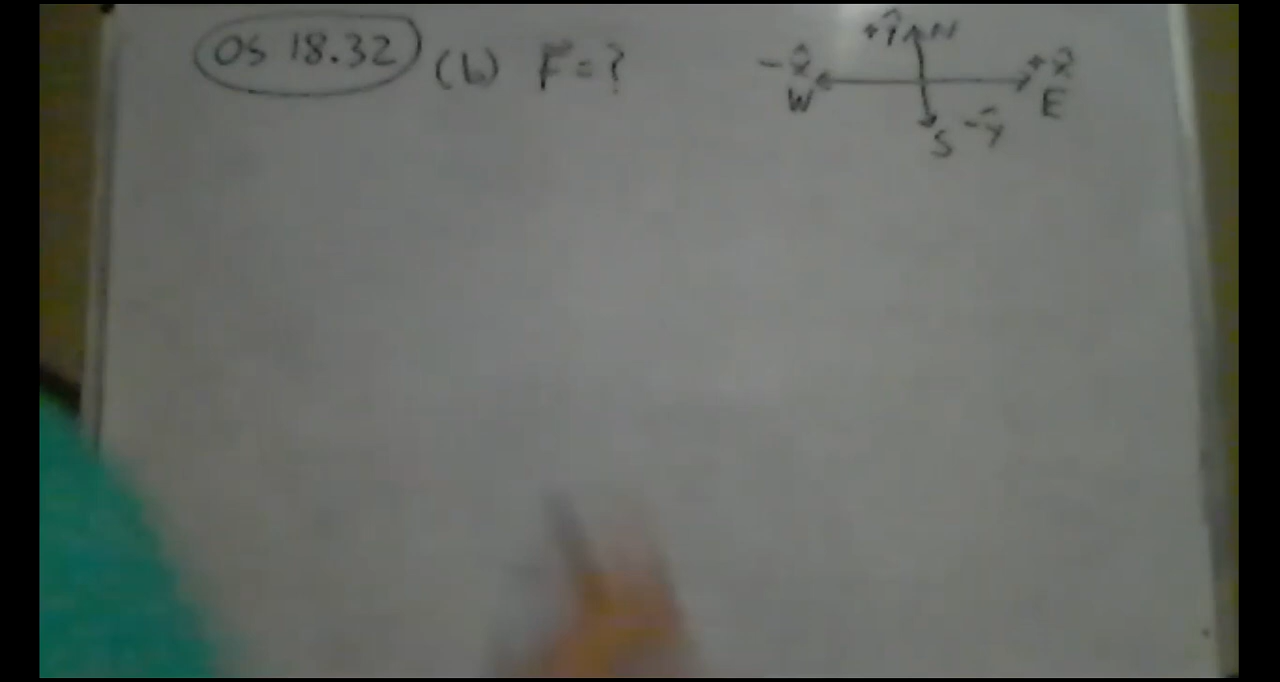 OS 18.32 (b) F⃗ = ?
+ŷ N
-x̂ +x̂
W E
S -ŷ